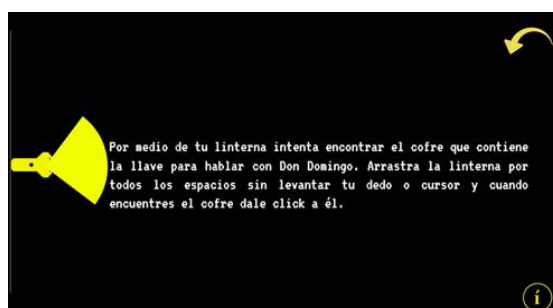 Por medio de tu linterna intenta encontrar el cofre que contiene
la llave para hablar con Don Domingo. Arrastra la linterna por
todos los espacios sin levantar tu dedo o cursor y cuando
encuentres el cofre dale click a él.
í